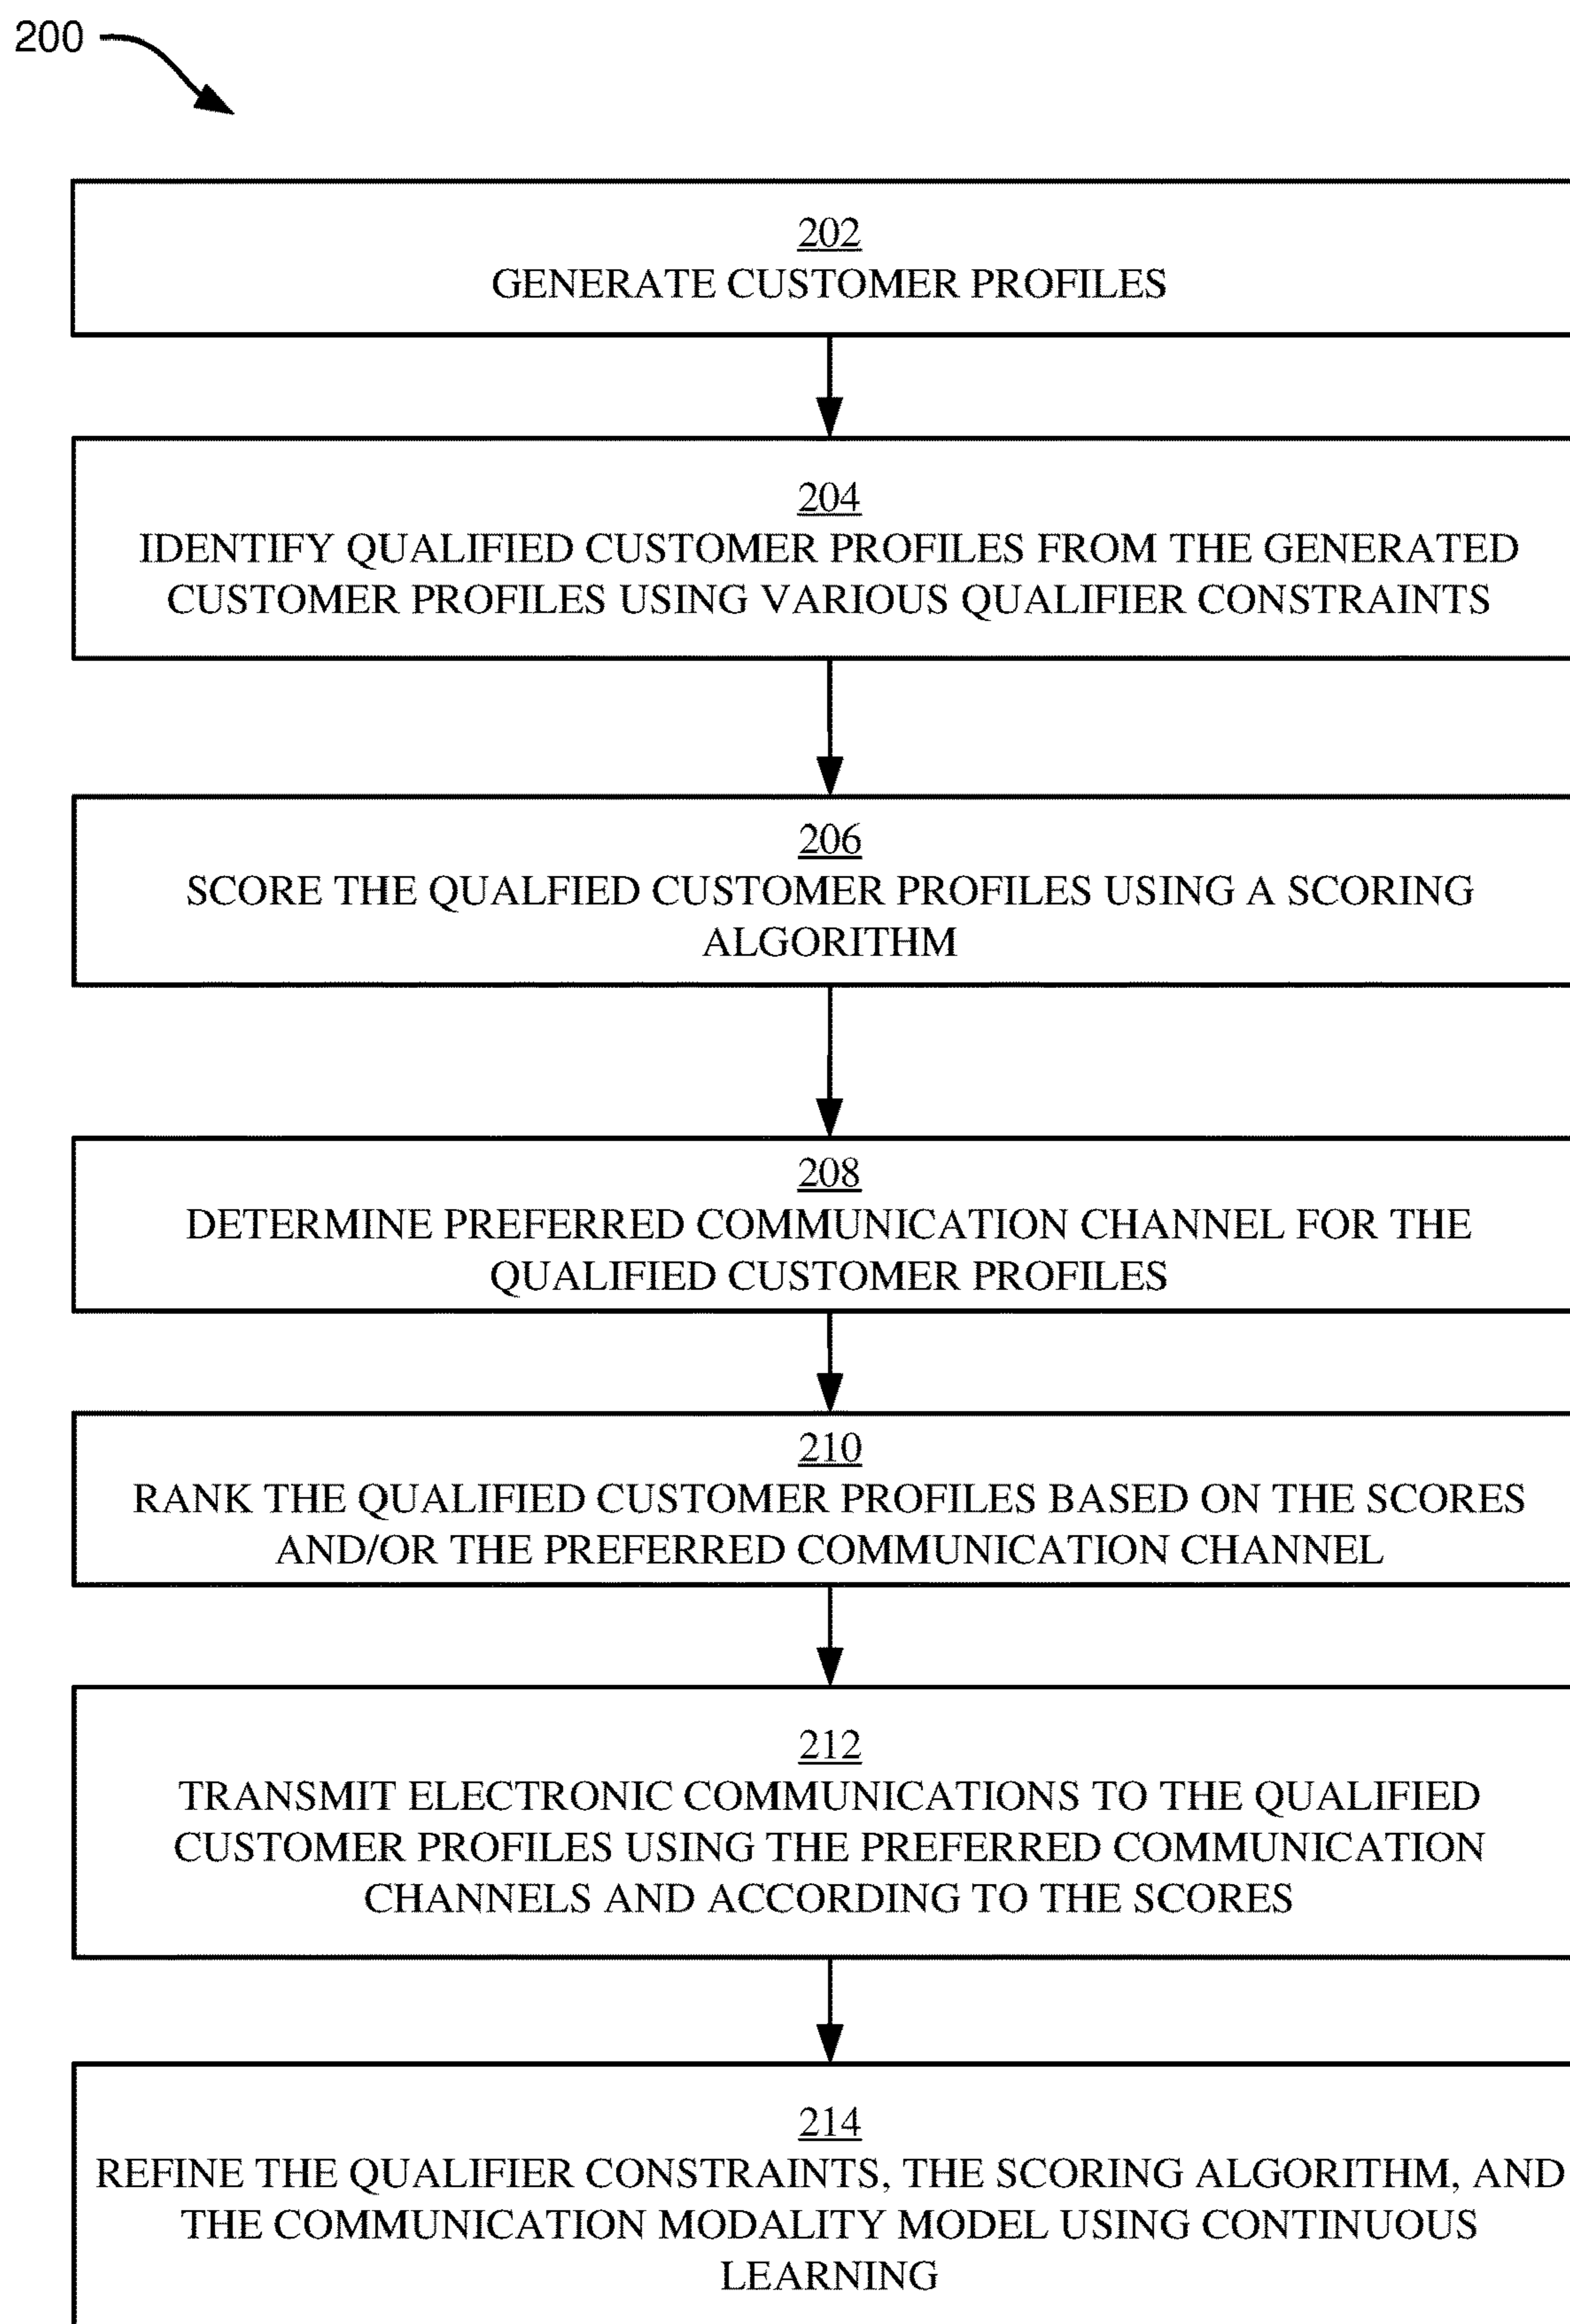 200
202
GENERATE CUSTOMER PROFILES
204
IDENTIFY QUALIFIED CUSTOMER PROFILES FROM THE GENERATED
CUSTOMER PROFILES USING VARIOUS QUALIFIER CONSTRAINTS
206
SCORE THE QUALFIED CUSTOMER PROFILES USING A SCORING
ALGORITHM
208
DETERMINE PREFERRED COMMUNICATION CHANNEL FOR THE
QUALIFIED CUSTOMER PROFILES
210
RANK THE QUALIFIED CUSTOMER PROFILES BASED ON THE SCORES
AND/OR THE PREFERRED COMMUNICATION CHANNEL
212
TRANSMIT ELECTRONIC COMMUNICATIONS TO THE QUALIFIED
CUSTOMER PROFILES USING THE PREFERRED COMMUNICATION
CHANNELS AND ACCORDING TO THE SCORES
214
REFINE THE QUALIFIER CONSTRAINTS, THE SCORING ALGORITHM, AND
THE COMMUNICATION MODALITY MODEL USING CONTINUOUS
LEARNING